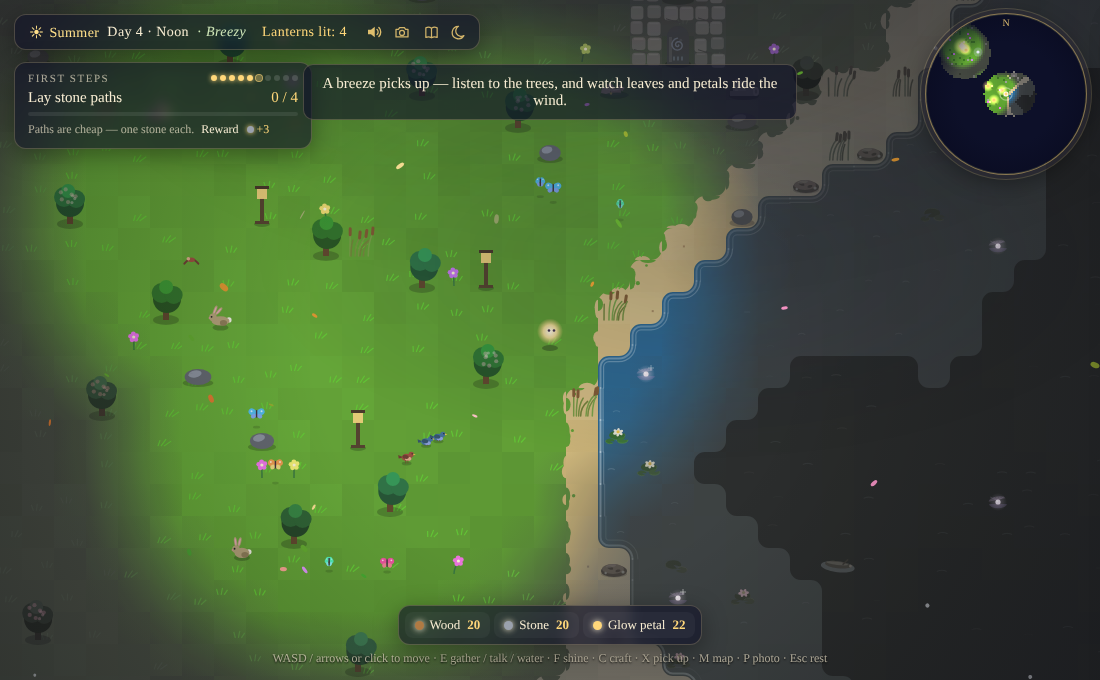 Summer Day 4 · Noon · Breezy Lanterns lit: 4
N
FIRST STEPS
Lay stone paths 0 / 4
Paths are cheap — one stone each. Reward +3
A breeze picks up — listen to the trees, and watch leaves and petals ride the
wind.
Wood 20 Stone 20 Glow petal 22
WASD / arrows or click to move · E gather / talk / water · F shine · C craft · X pick up · M map · P photo · Esc rest